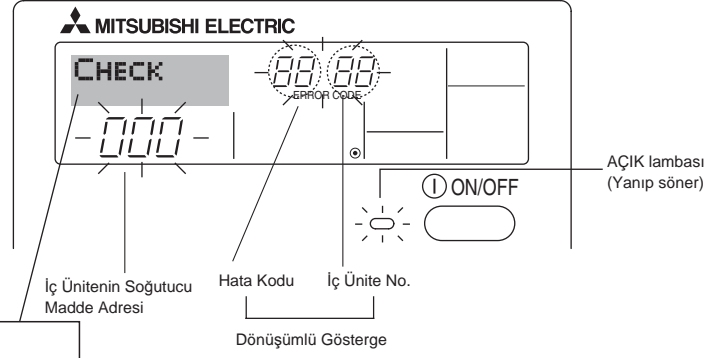 MITSUBISHI ELECTRIC
CHECK
88 88
ERROR CODE
000
AÇIK lambası
(Yanıp söner)
ON/OFF
İç Ünitenin Soğutucu
Madde Adresi
Hata Kodu
İç Ünite No.
Dönüşümlü Gösterge